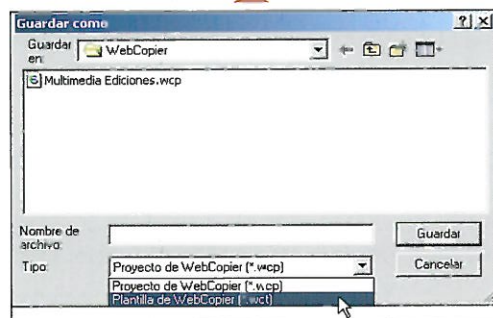 Guardar como
Guardar en:
WebCopier
Multimedia Ediciones.wcp
Nombre de archivo:
Guardar
Tipo:
Proyecto de WebCopier (*.wcp)
Cancelar
Proyecto de WebCopier (*.wcp)
Plantilla de WebCopier (*.wct)